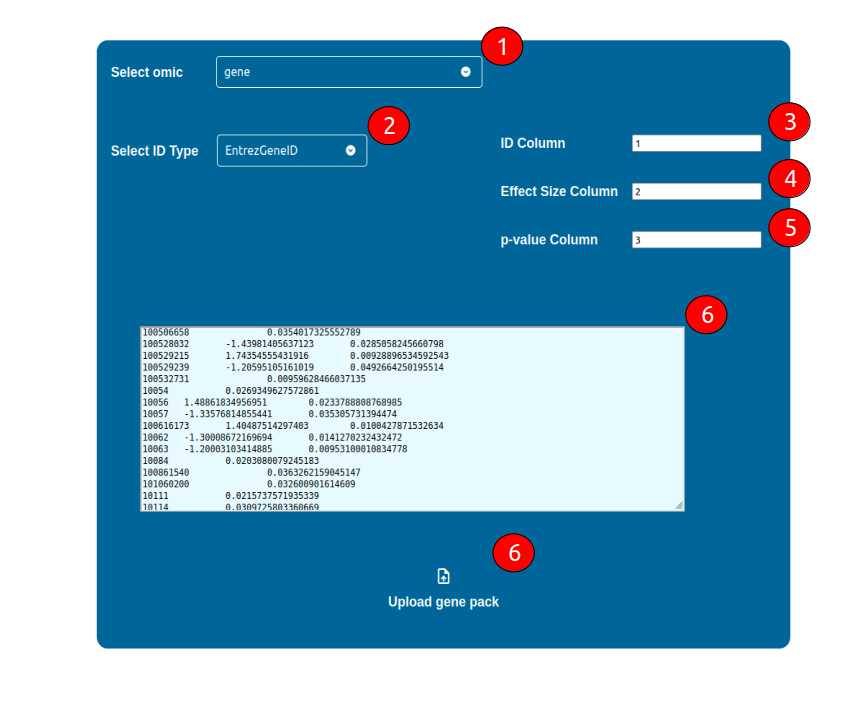 1
Select omic gene
2
3
Select ID Type EntrezGeneID ID Column 1
4
Effect Size Column 2
5
p-value Column 3
6
100506658 0.0354017325552789
100528032 -1.43981405637123 0.0285058245660798
100529215 1.74354555431916 0.00928896534592543
100529239 -1.20595105161019 0.0492664250195514
100532731 0.00959628466037135
10054 0.0269349627572861
10056 1.48861834956951 0.0233788808768985
10057 -1.33576814855441 0.035305731394474
100616173 1.40487514297403 0.0100427871532634
10062 -1.30008672169694 0.0141270232432472
10063 -1.20003103414885 0.00953100010834778
10084 0.0203080079245183
100861540 0.0363262159045147
101060200 0.032600901614609
10111 0.0215737571935339
10114 0.0309725803360669
6
Upload gene pack